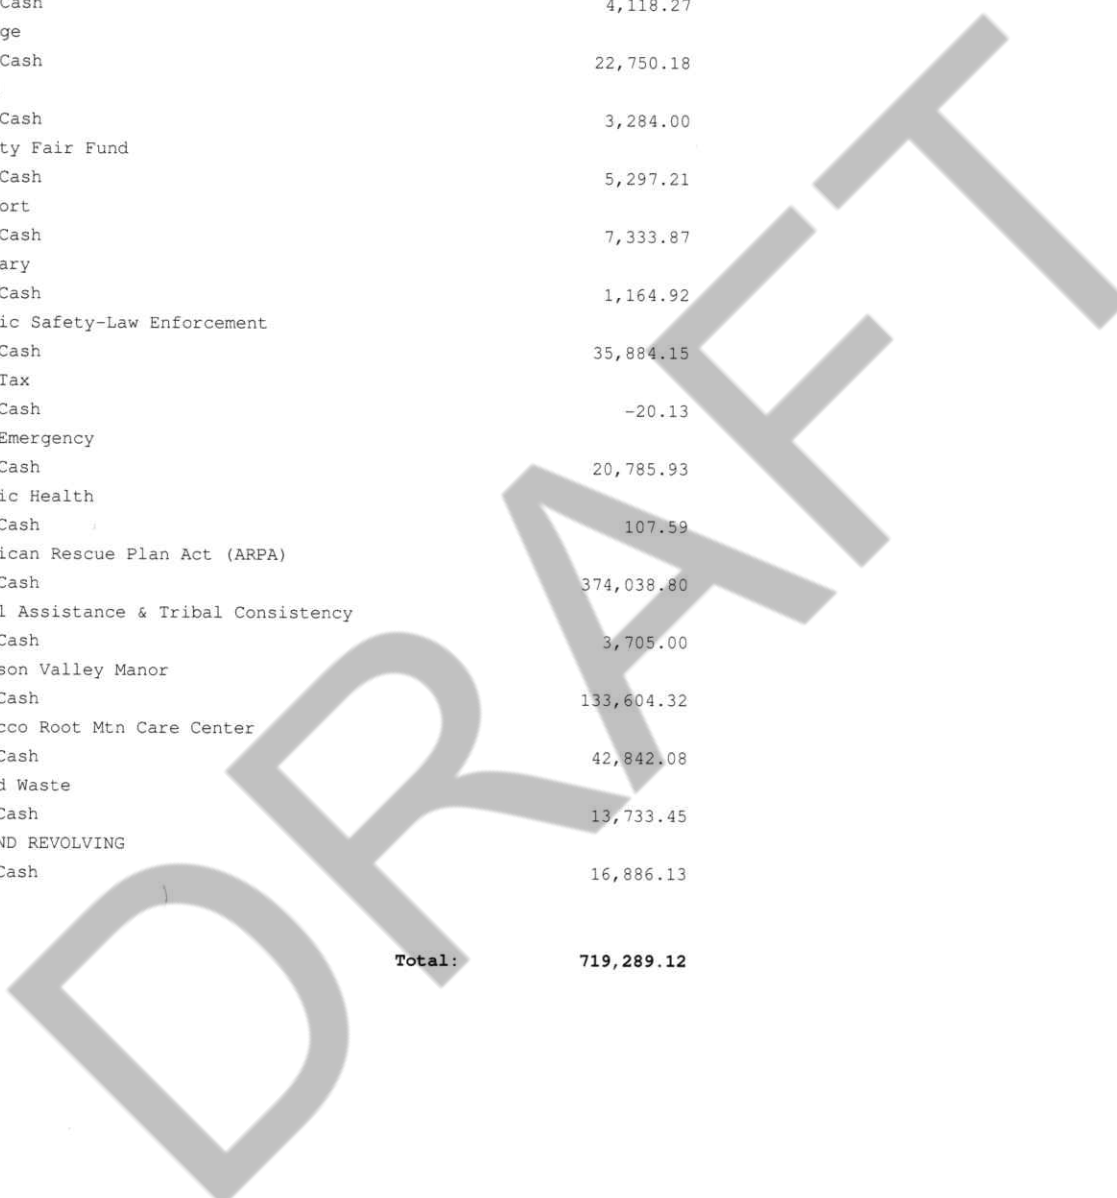 Cash 4,118.27
ge
Cash 22,750.18
Cash 3,284.00
ty Fair Fund
Cash 5,297.21
ort
Cash 7,333.87
ary
Cash 1,164.92
ic Safety-Law Enforcement
Cash 35,884.15
Tax
Cash -20.13
Emergency
Cash 20,785.93
ic Health
Cash 107.59
ican Rescue Plan Act (ARPA)
Cash 374,038.80
l Assistance & Tribal Consistency
Cash 3,705.00
son Valley Manor
Cash 133,604.32
cco Root Mtn Care Center
Cash 42,842.08
d Waste
Cash 13,733.45
ND REVOLVING
Cash 16,886.13
Total: 719,289.12
DRAFT